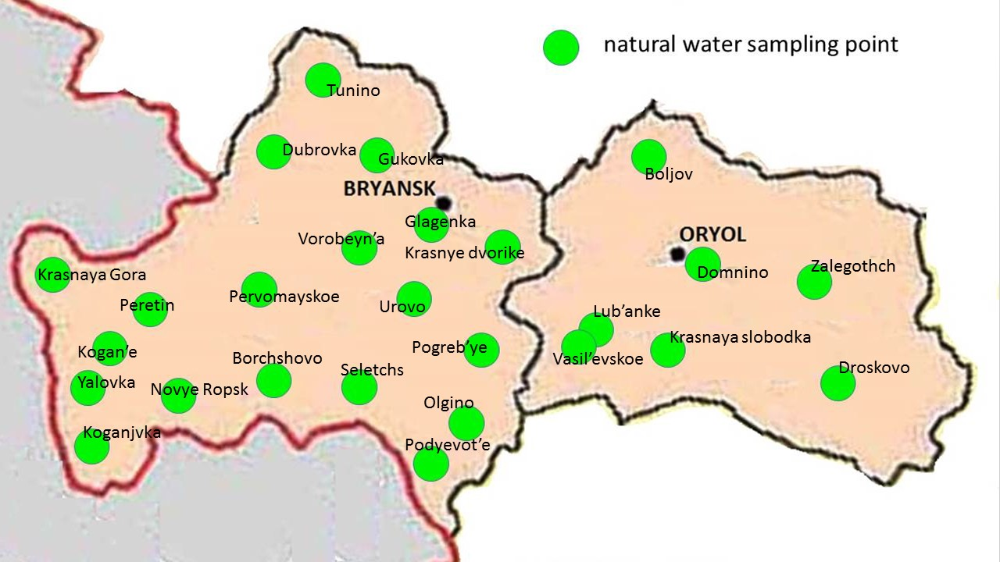 natural water sampling point
Tunino
Dubrovka
Gukovka
Boljov
BRYANSK
Glagenka
ORYOL
Vorobeyn'a
Krasnye dvorike
Zalegothch
Domnino
Krasnaya Gora
Pervomayskoe
Peretin
Urovo
Lub'anke
Krasnaya slobodka
Pogreb'ye
Kogan'e
Borchshovo
Vasil'evskoe
Seletchs
Droskovo
Yalovka
Novye Ropsk
Olgino
Koganjvka
Podyevot'e